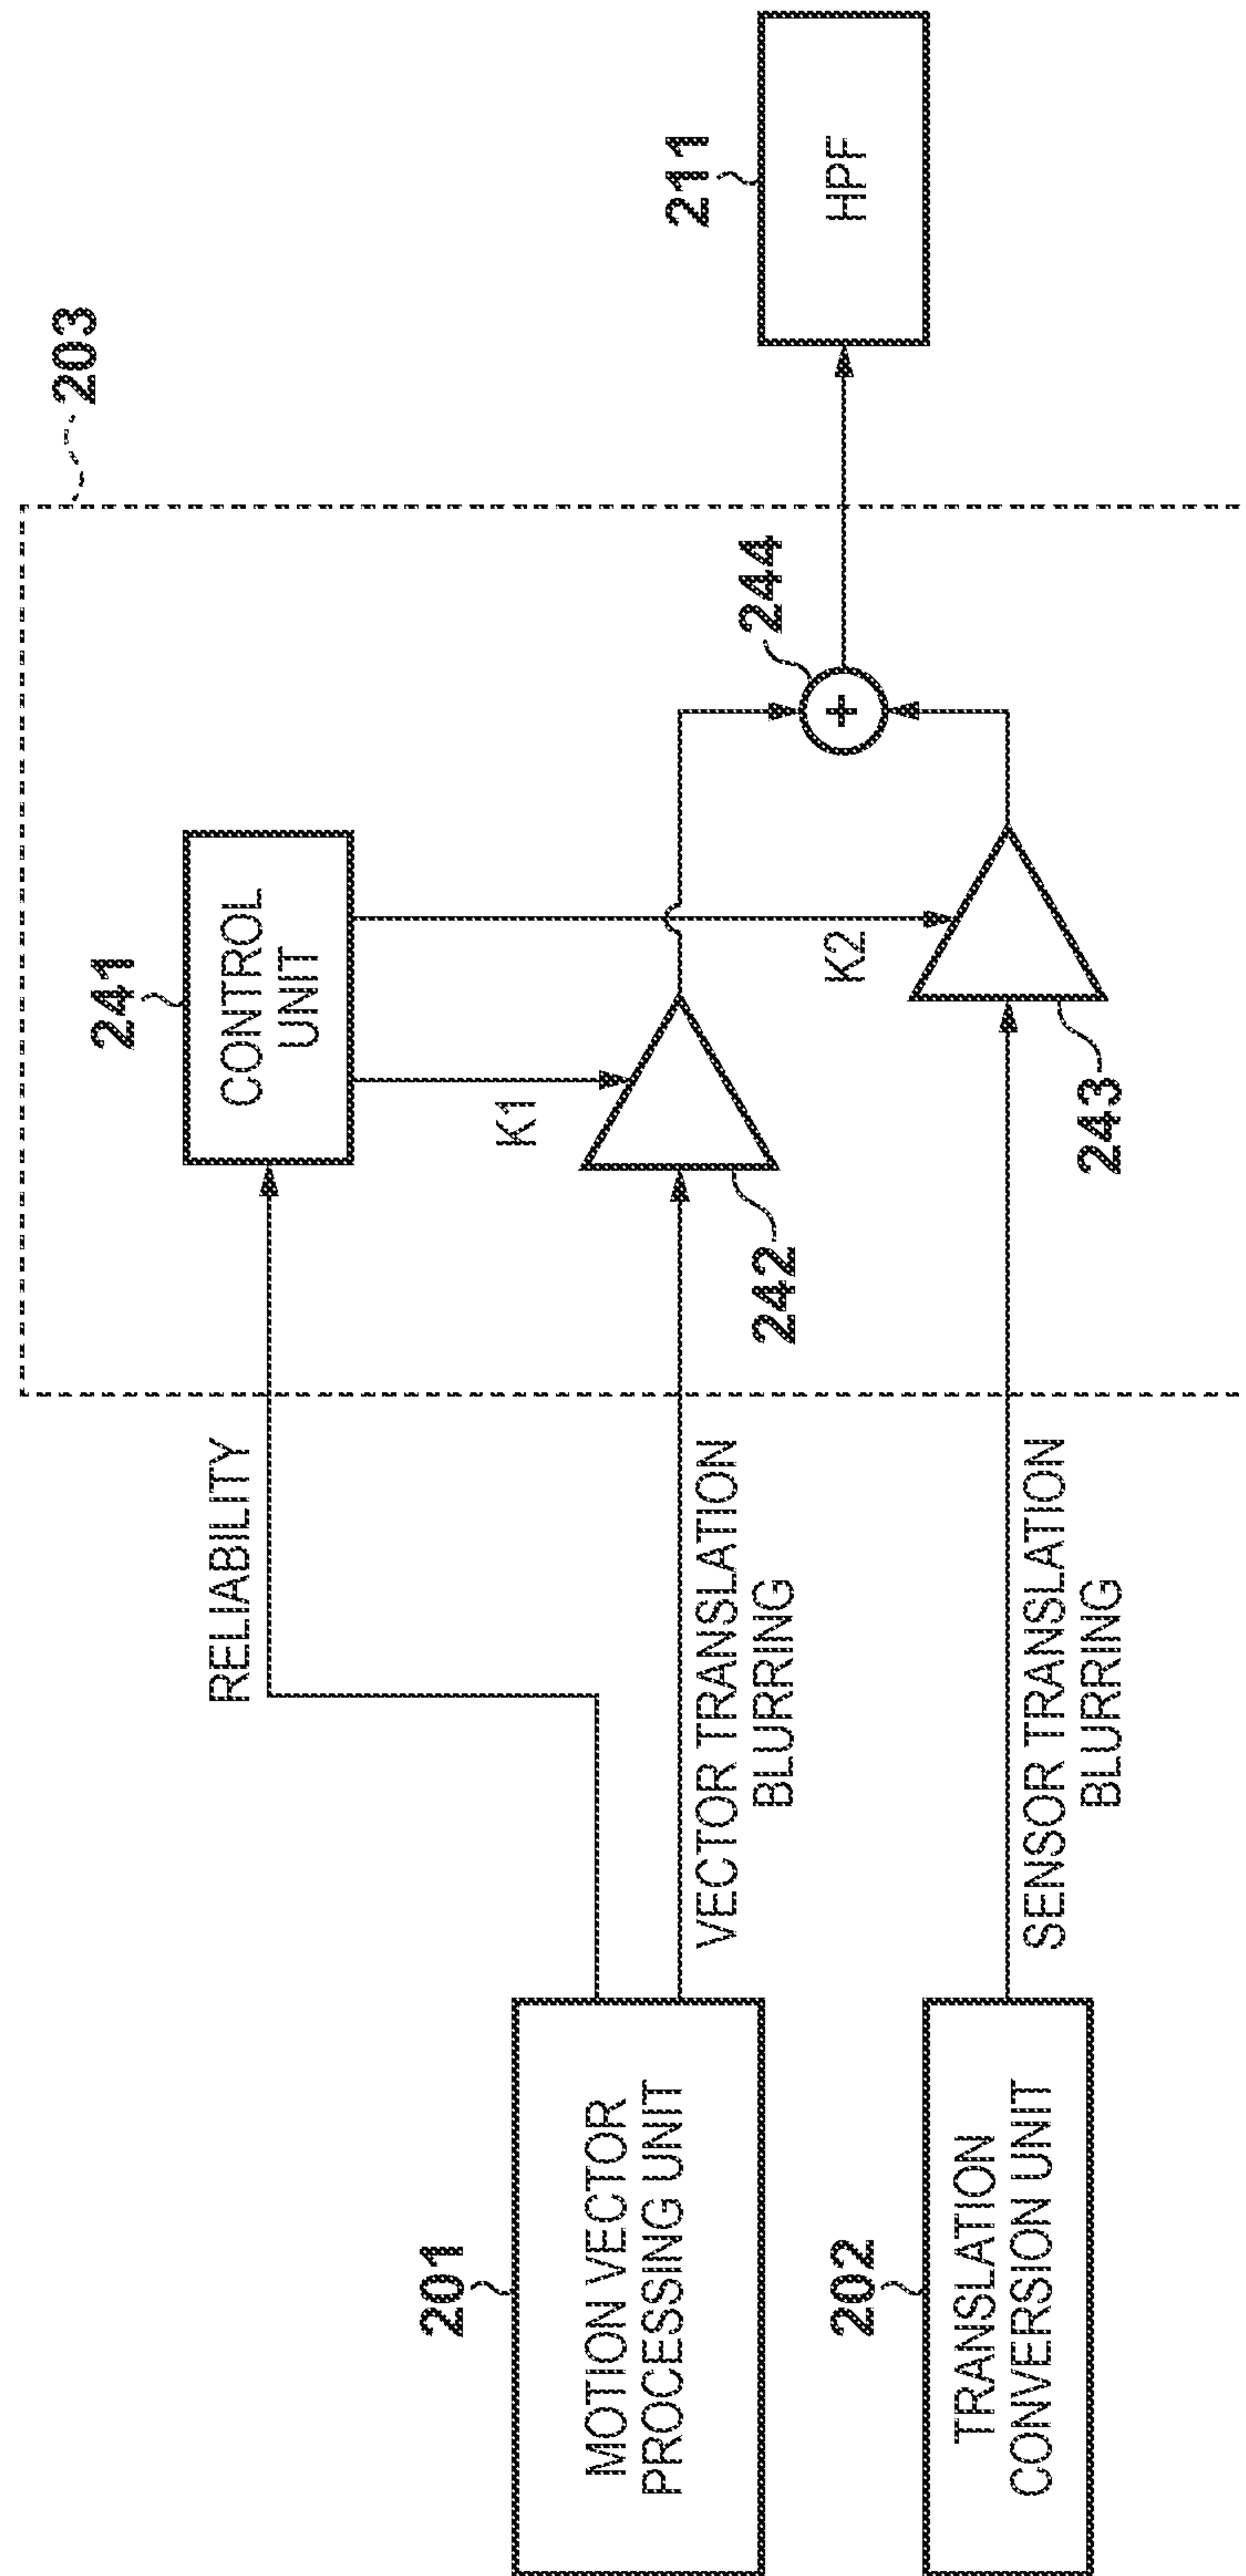 203
241
CONTROL
UNIT
RELIABILITY
K1
244
211
HPF
201
MOTION VECTOR
PROCESSING UNIT
VECTOR TRANSLATION
BLURRING
242
K2
+
202
TRANSLATION
CONVERSION UNIT
SENSOR TRANSLATION
BLURRING
243